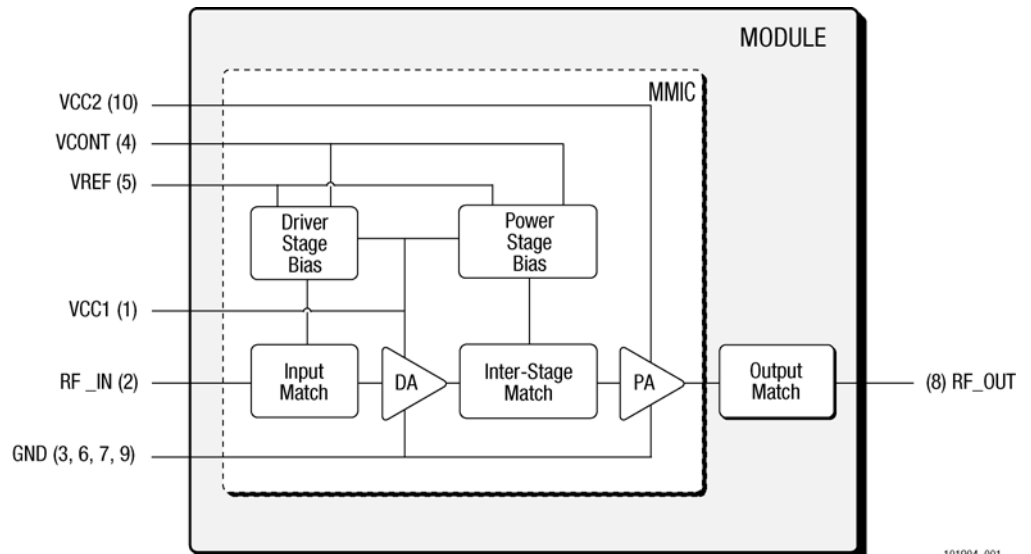 MODULE
MMIC
VCC2 (10)
VCONT (4)
VREF (5)
Driver
Stage
Bias
Power
Stage
Bias
VCC1 (1)
RF _IN (2)
Input
Match
DA
Inter-Stage
Match
PA
Output
Match
(8) RF_OUT
GND (3, 6, 7, 9)